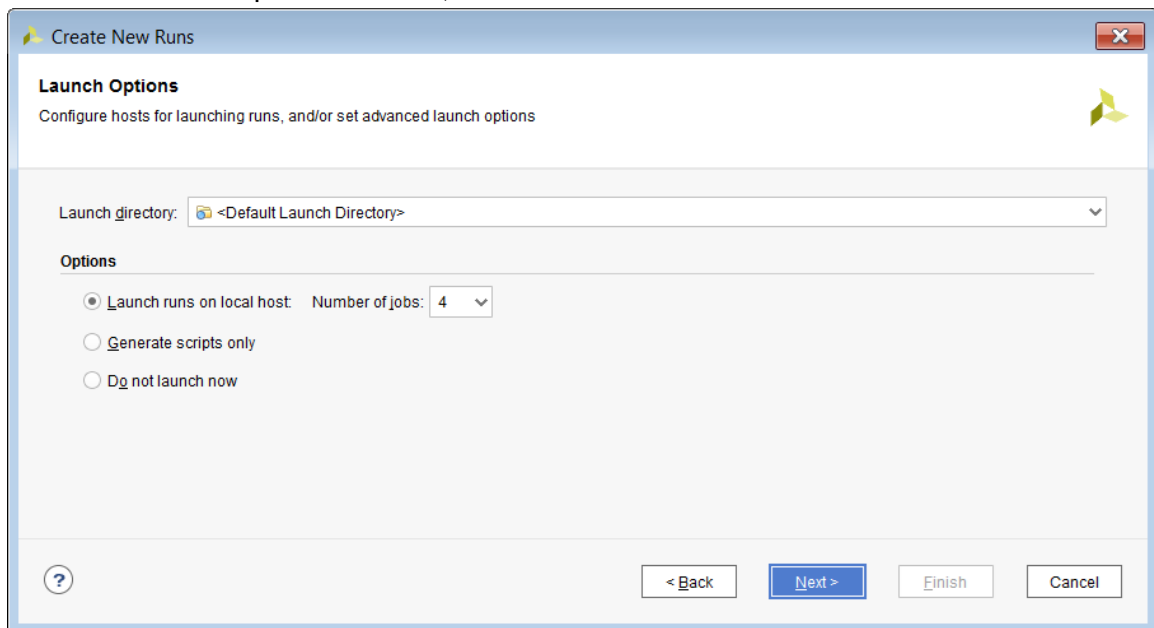 Create New Runs
Launch Options
Configure hosts for launching runs, and/or set advanced launch options
Launch directory: <Default Launch Directory>
Options
Launch runs on local host: Number of jobs: 4
Generate scripts only
Do not launch now
? < Back Next > Finish Cancel